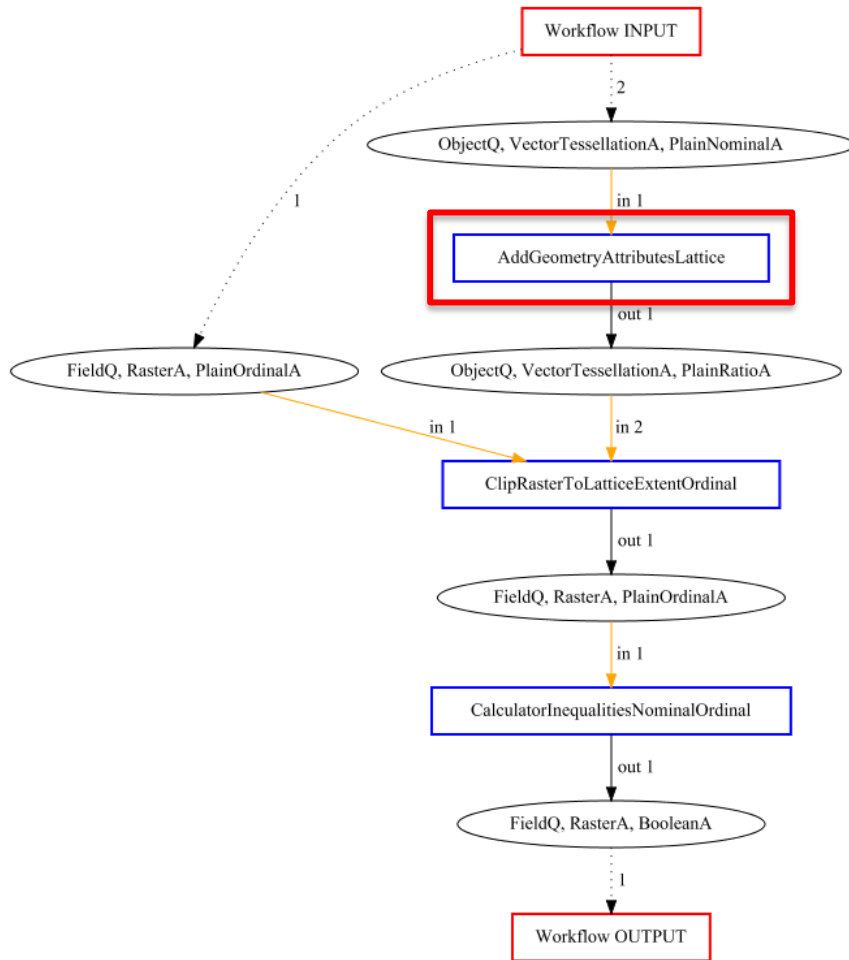 Workflow INPUT
2
ObjectQ, VectorTessellationA, PlainNominalA
1
in 1
AddGeometryAttributesLattice
out 1
FieldQ, RasterA, PlainOrdinalA
ObjectQ, VectorTessellationA, PlainRatioA
in 1
in 2
ClipRasterToLatticeExtentOrdinal
out 1
FieldQ, RasterA, PlainOrdinalA
in 1
CalculatorInequalitiesNominalOrdinal
out 1
FieldQ, RasterA, BooleanA
1
Workflow OUTPUT